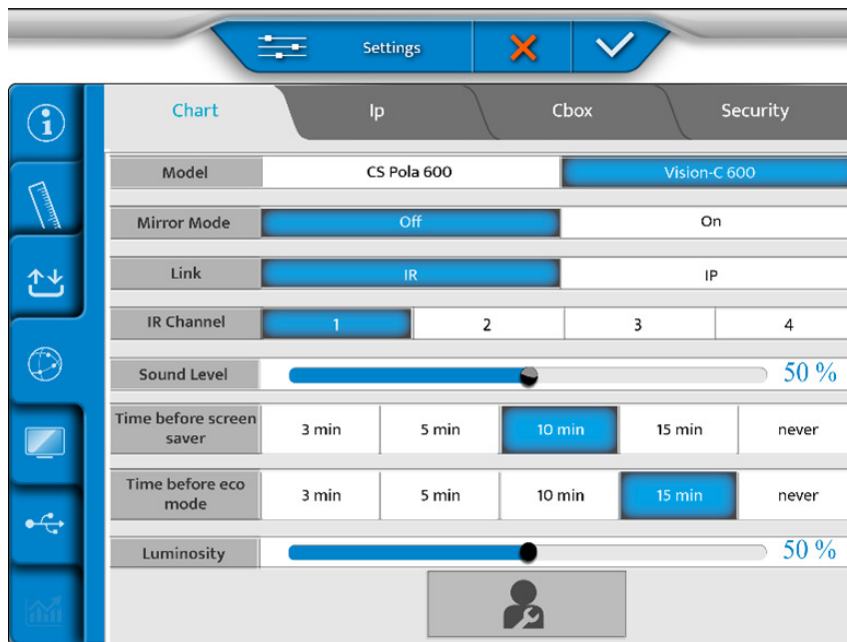 Settings
Chart Ip Cbox Security
Model CS Pola 600 Vision-C 600
Mirror Mode Off On
Link IR IP
IR Channel 1 2 3 4
Sound Level 50 %
Time before screen
saver 3 min 5 min 10 min 15 min never
Time before eco
mode 3 min 5 min 10 min 15 min never
Luminosity 50 %